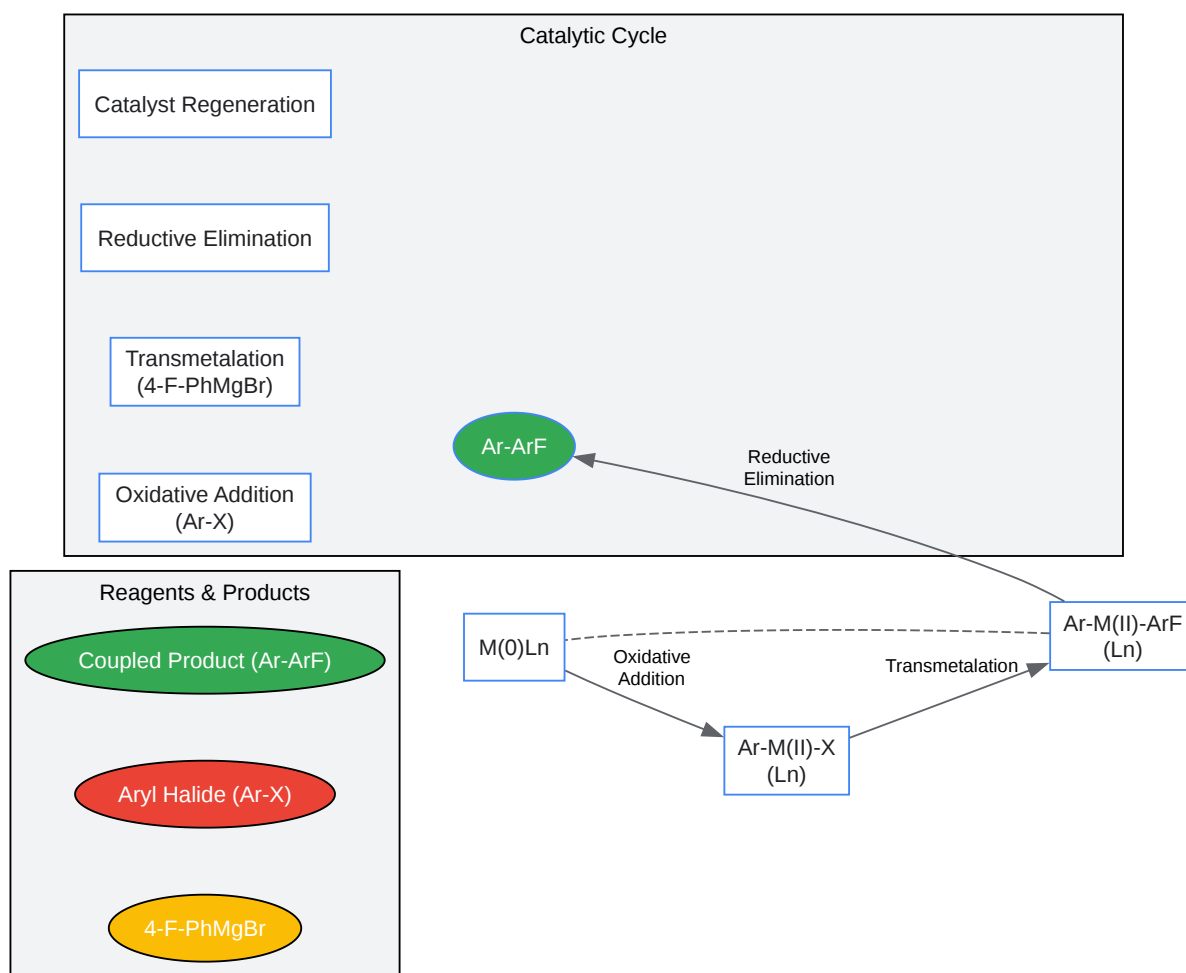 Catalytic Cycle
Catalyst Regeneration
Reductive Elimination
Transmetalation
(4-F-PhMgBr)
Ar-ArF
Reductive
Elimination
Oxidative Addition
(Ar-X)
Reagents & Products
Coupled Product (Ar-ArF)
Aryl Halide (Ar-X)
4-F-PhMgBr
M(0)Ln
Oxidative
Addition
Ar-M(II)-X
(Ln)
Transmetalation
Ar-M(II)-ArF
(Ln)